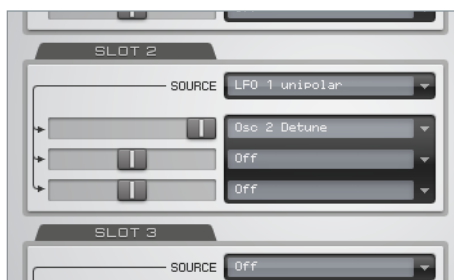 SLOT 2
SOURCE LFO 1 unipolar
Osc 2 Detune
Off
Off
SLOT 3
SOURCE Off